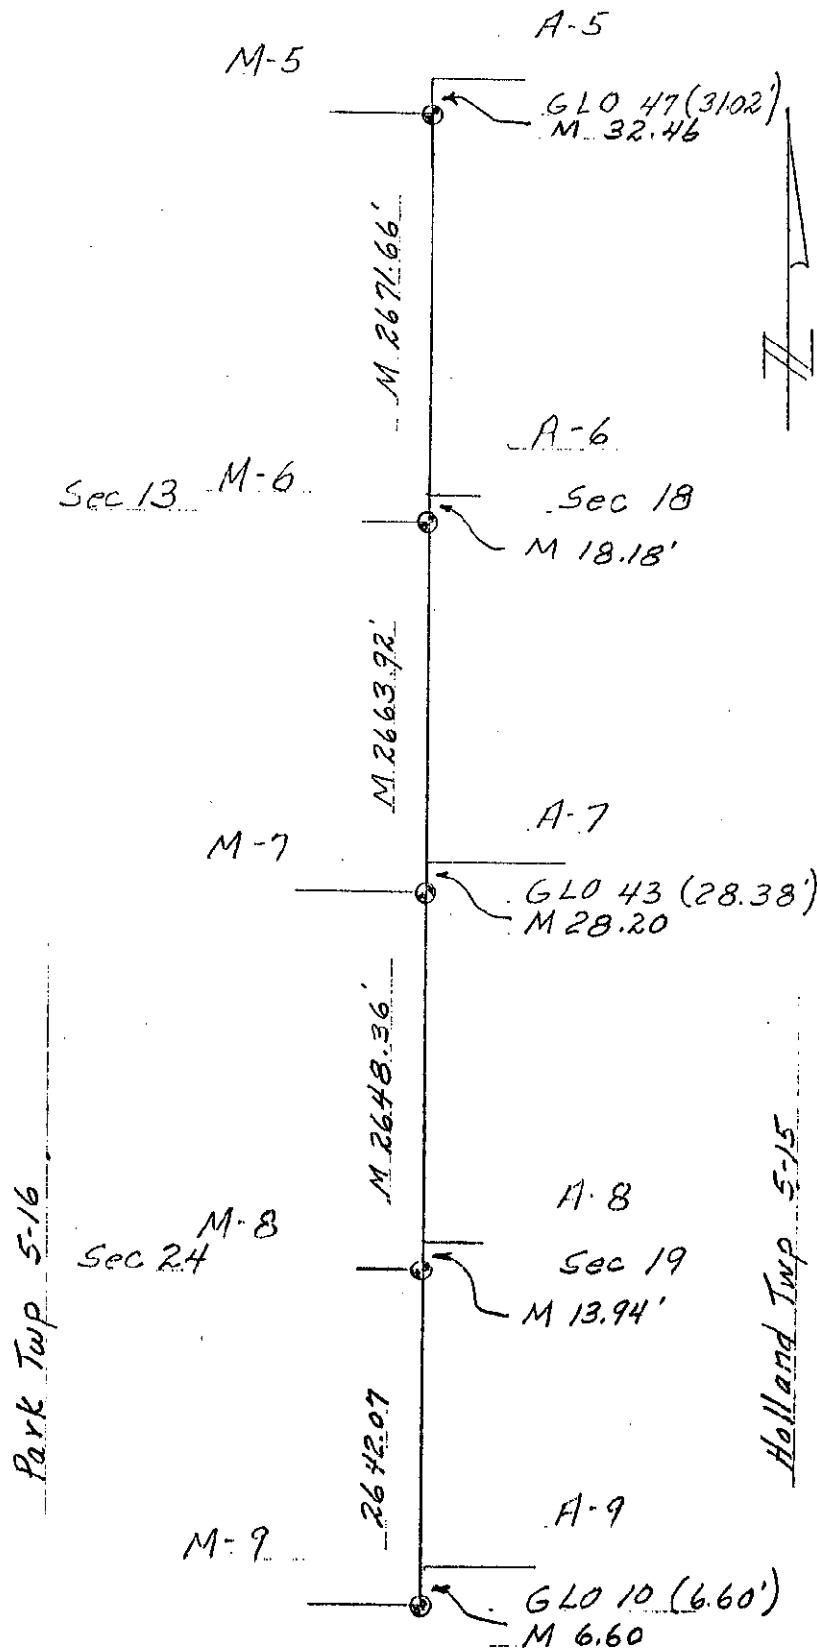 A-5
M-5
GLO 47 (31.02')
M 32.46
M 2671.66'
A-6
Sec 13 M-6
Sec 18
M 18.18'
M 2663.92'
A-7
M-7
GLO 43 (28.38')
M 28.20
M 2648.36'
Park Twp 5-16
Holland Twp 5-15
A-8
M-8
Sec 24
Sec 19
M 13.94'
2642.07
A-9
M-9
GLO 10 (6.60')
M 6.60
N